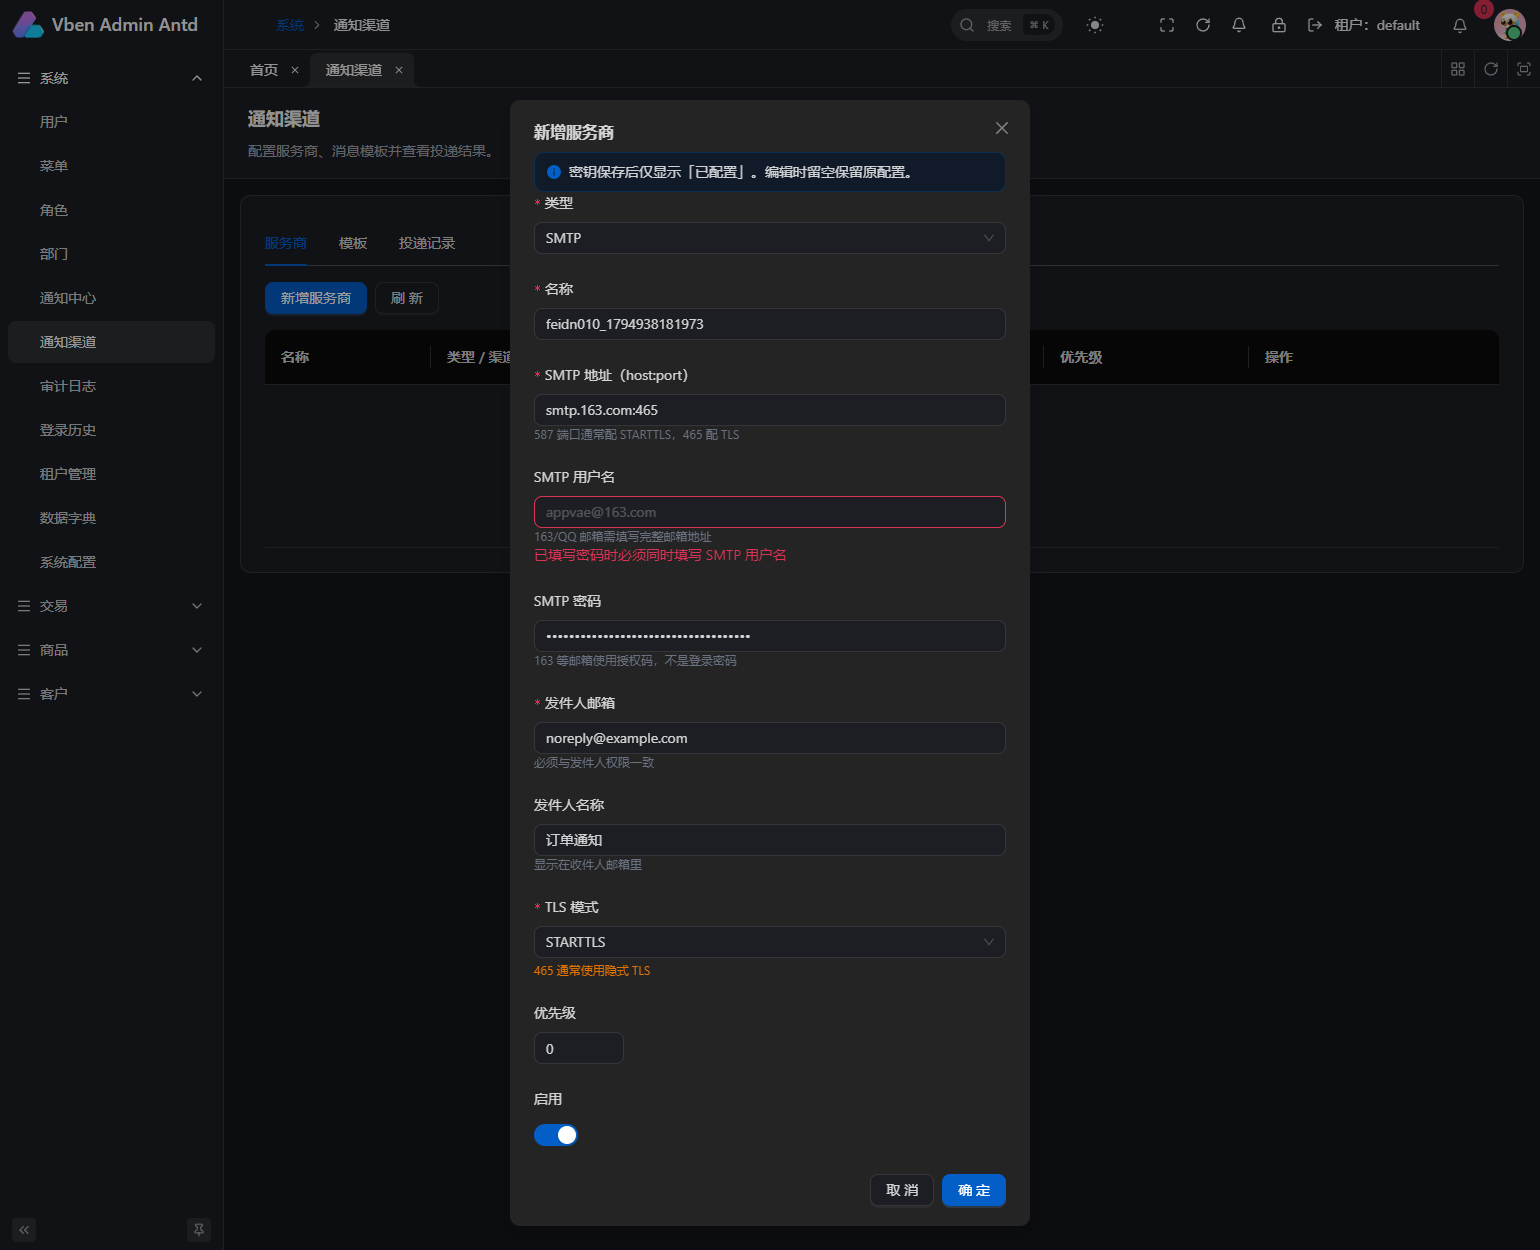 Vben Admin Antd
系统
通知渠道
搜索
⌘ K
租户：default
0
系统
用户
菜单
角色
部门
通知中心
通知渠道
审计日志
登录历史
租户管理
数据字典
系统配置
交易
商品
客户
首页
通知渠道
通知渠道
配置服务商、消息模板并查看投递结果。
服务商
模板
投递记录
新增服务商
刷 新
名称
类型 / 渠道
优先级
操作
新增服务商
密钥保存后仅显示「已配置」。编辑时留空保留原配置。
* 类型
SMTP
* 名称
feidn010_1794938181973
* SMTP 地址（host:port）
smtp.163.com:465
587 端口通常配 STARTTLS，465 配 TLS
SMTP 用户名
appvae@163.com
163/QQ 邮箱需填写完整邮箱地址
已填写密码时必须同时填写 SMTP 用户名
SMTP 密码
••••••••••••••••••••••••••••••••••••
163 等邮箱使用授权码，不是登录密码
* 发件人邮箱
noreply@example.com
必须与发件人权限一致
发件人名称
订单通知
显示在收件人邮箱里
* TLS 模式
STARTTLS
465 通常使用隐式 TLS
优先级
0
启用
取 消
确 定